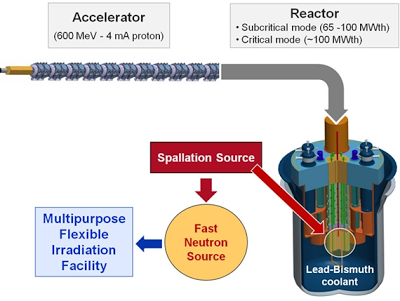 Accelerator
(600 MeV - 4 mA proton)
Reactor
• Subcritical mode (65 -100 MWth)
• Critical mode (~100 MWth)
Spallation Source
Multipurpose
Flexible
Irradiation
Facility
Fast
Neutron
Source
Lead-Bismuth
coolant